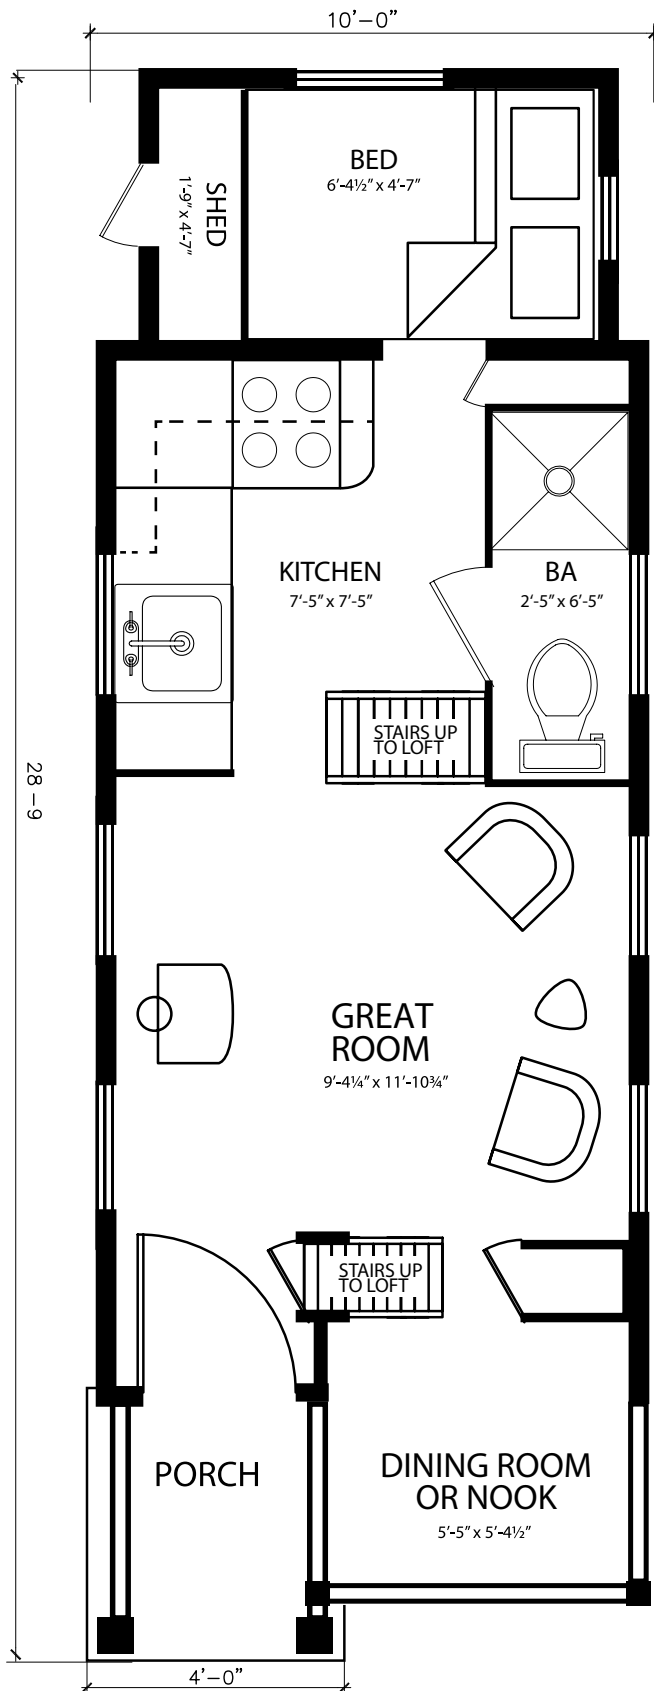 10'-0"
BED
6'-4½" x 4'-7"
SHED
1'-9" x 4'-7"
KITCHEN
7'-5" x 7'-5"
BA
2'-5" x 6'-5"
STAIRS UP
TO LOFT
28-9
GREAT
ROOM
9'-4¼" x 11'-10¾"
STAIRS UP
TO LOFT
PORCH
DINING ROOM
OR NOOK
5'-5" x 5'-4½"
4'-0"